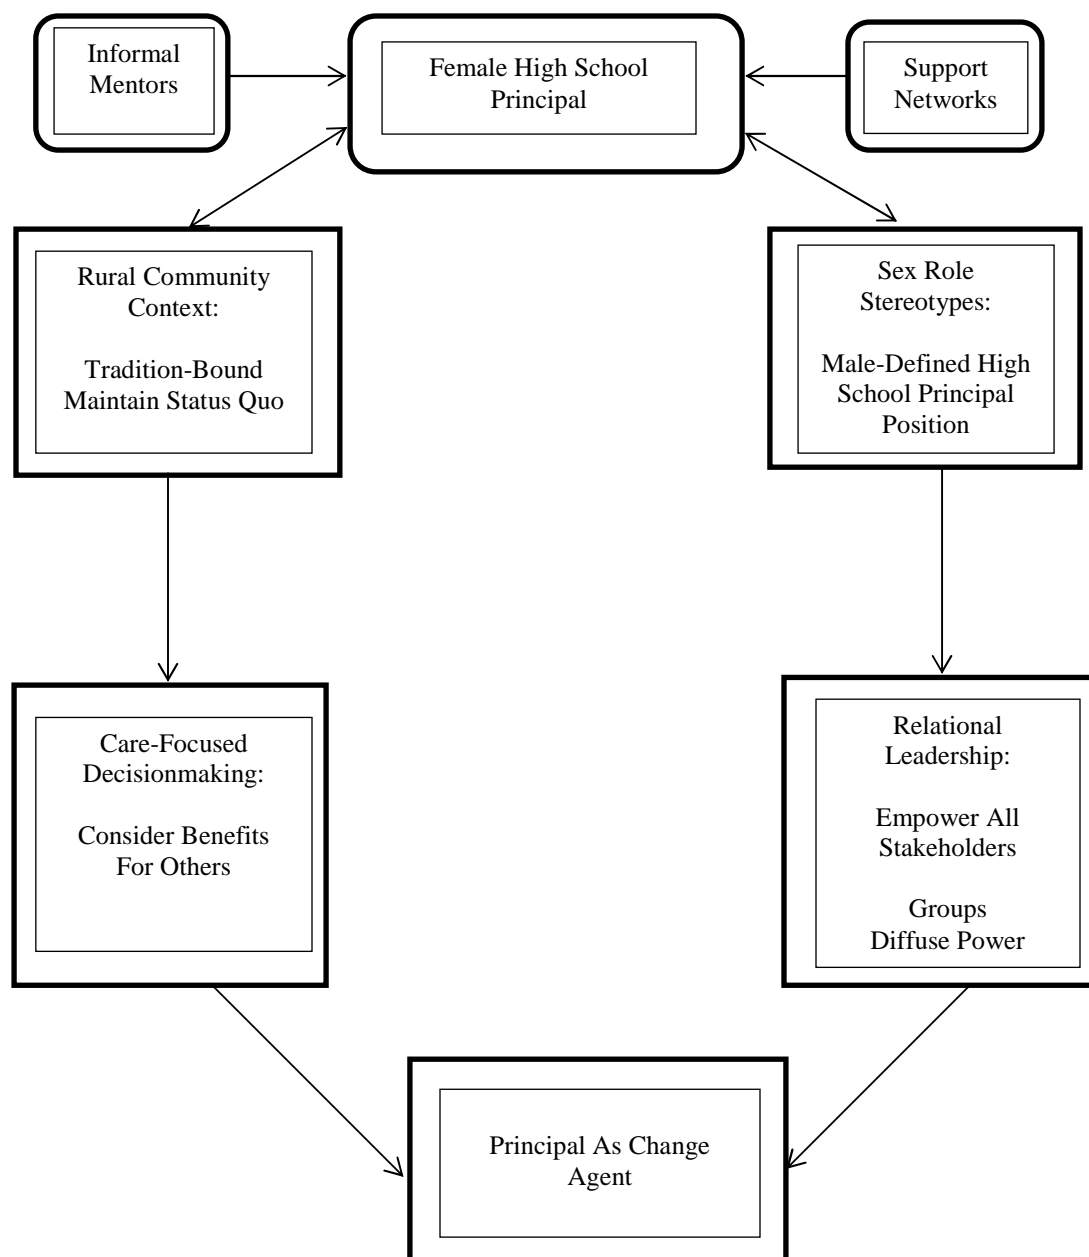 Informal
Mentors
Female High School
Principal
Support
Networks
Rural Community
Context:
Tradition-Bound
Maintain Status Quo
Sex Role
Stereotypes:
Male-Defined High
School Principal
Position
Care-Focused
Decisionmaking:
Consider Benefits
For Others
Relational
Leadership:
Empower All
Stakeholders
Groups
Diffuse Power
Principal As Change
Agent